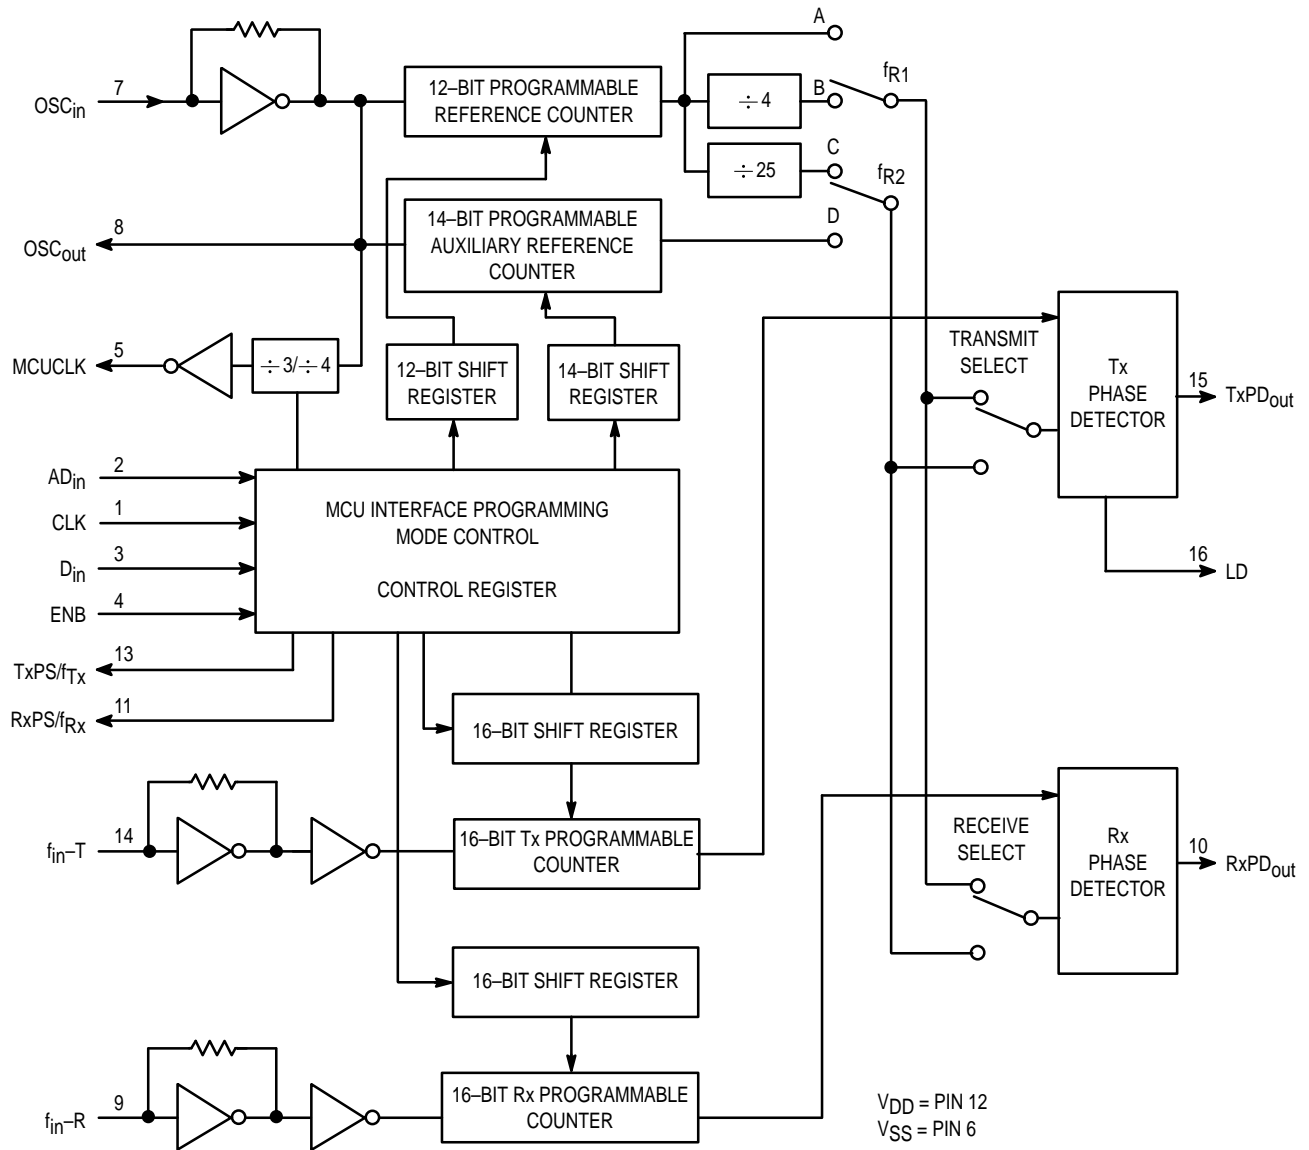 A
7
OSCin
12–BIT PROGRAMMABLE
REFERENCE COUNTER
÷ 4
B
fR1
÷ 25
C
fR2
8
OSCout
14–BIT PROGRAMMABLE
AUXILIARY REFERENCE
COUNTER
D
5
MCUCLK
÷ 3/÷ 4
12–BIT SHIFT
REGISTER
14–BIT SHIFT
REGISTER
TRANSMIT
SELECT
Tx
PHASE
DETECTOR
15
TxPDout
2
ADin
1
CLK
3
Din
4
ENB
MCU INTERFACE PROGRAMMING
MODE CONTROL
CONTROL REGISTER
16
LD
13
TxPS/fTx
11
RxPS/fRx
16–BIT SHIFT REGISTER
14
fin–T
16–BIT Tx PROGRAMMABLE
COUNTER
RECEIVE
SELECT
Rx
PHASE
DETECTOR
10
RxPDout
16–BIT SHIFT REGISTER
9
fin–R
16–BIT Rx PROGRAMMABLE
COUNTER
VDD = PIN 12
VSS = PIN 6